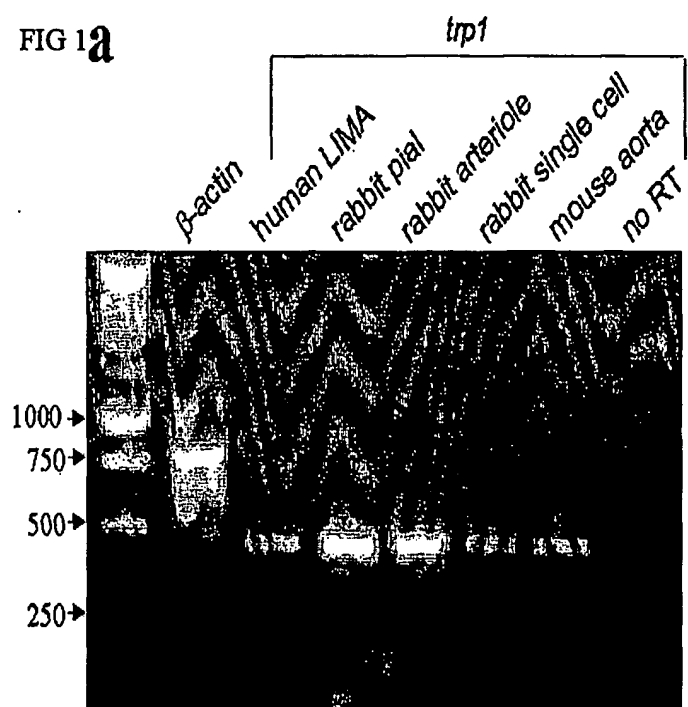 FIG 1a
trp1
β-actin
human LIMA
rabbit pial
rabbit arteriole
rabbit single cell
mouse aorta
no RT
1000
750
500
250